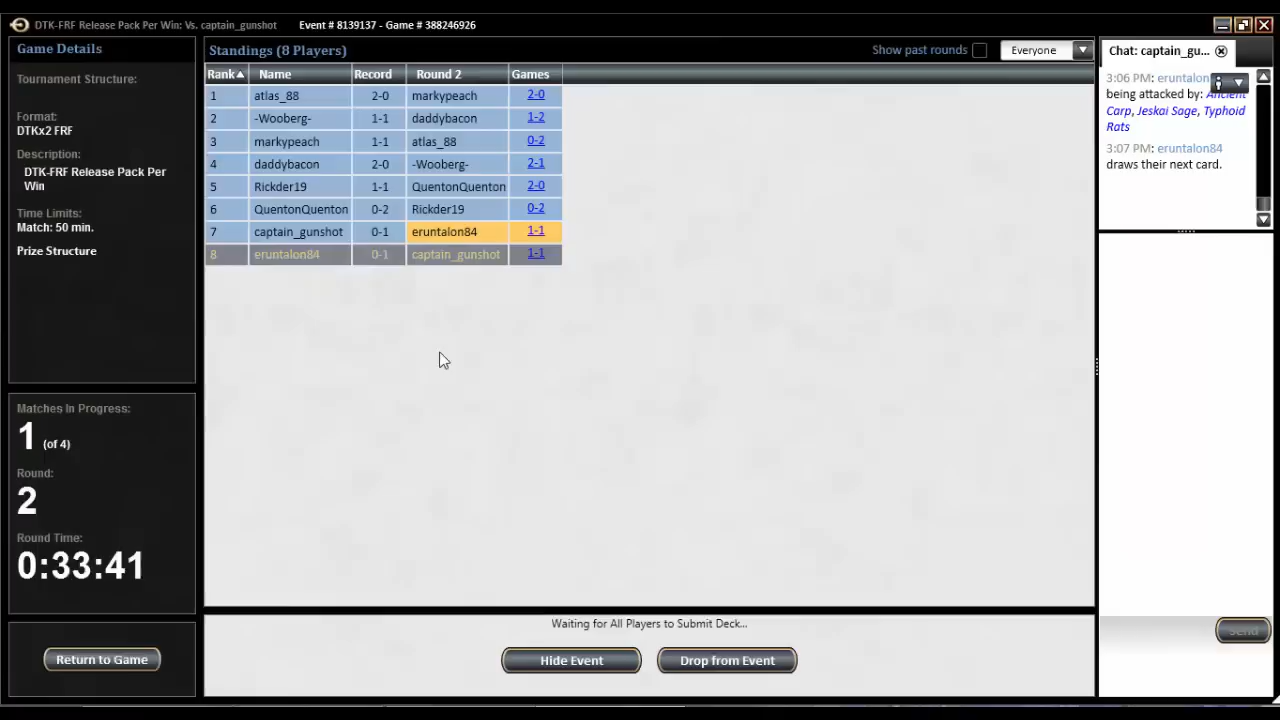 DTK-FRF Release Pack Per Win: Vs. captain_gunshot Event # 8139137 - Game # 388246926
Game Details
Tournament Structure:
Format:
DTKx2 FRF
Description:
DTK-FRF Release Pack Per
Win
Time Limits:
Match: 50 min.
Prize Structure
Matches In Progress:
1 (of 4)
Round:
2
Round Time:
0:33:41
Return to Game
Standings (8 Players) Show past rounds Everyone
Rank Name Record Round 2 Games
1 atlas_88 2-0 markypeach 2-0
2 -Wooberg- 1-1 daddybacon 1-2
3 markypeach 1-1 atlas_88 0-2
4 daddybacon 2-0 -Wooberg- 2-1
5 Rickder19 1-1 QuentonQuenton 2-0
6 QuentonQuenton 0-2 Rickder19 0-2
7 captain_gunshot 0-1 eruntalon84 1-1
8 eruntalon84 0-1 captain_gunshot 1-1
Waiting for All Players to Submit Deck...
Hide Event Drop from Event
Chat: captain_gu...
3:06 PM: eruntalon
being attacked by: Ancient
Carp, Jeskai Sage, Typhoid
Rats
3:07 PM: eruntalon84
draws their next card.
Send